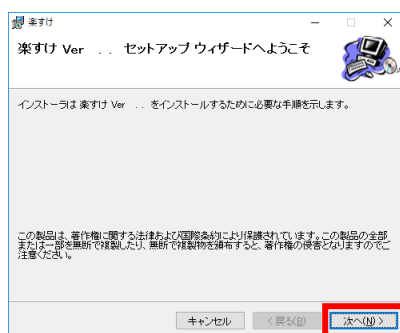 楽すけ
楽すけ Ver　. .　セットアップ ウィザードへようこそ
インストーラは 楽すけ Ver　. . をインストールするために必要な手順を示します。
この製品は、著作権に関する法律および国際条約により保護されています。この製品の全部
または一部を無断で複製したり、無断で複製物を頒布すると、著作権の侵害となりますのでご
注意ください。
キャンセル　< 戻る(B)　次へ(N) >